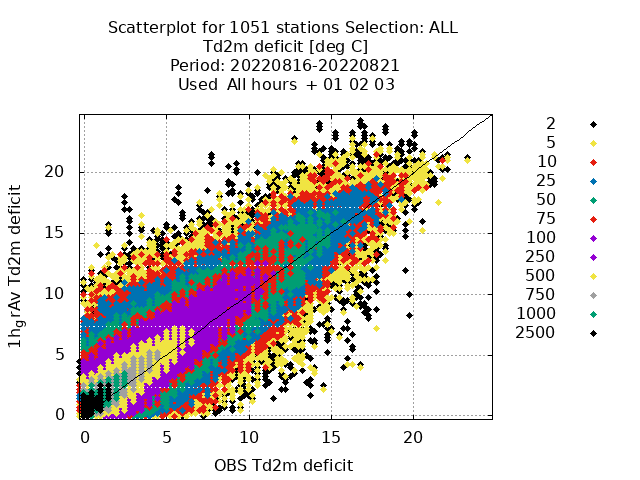 Scatterplot for 1051 stations Selection: ALL
Td2m deficit [deg C]
Period: 20220816-20220821
Used All hours + 01 02 03
1hgrAv Td2m deficit
20
15
10
5
0
0 5 10 15 20
OBS Td2m deficit
2
5
10
25
50
75
100
250
500
750
1000
2500